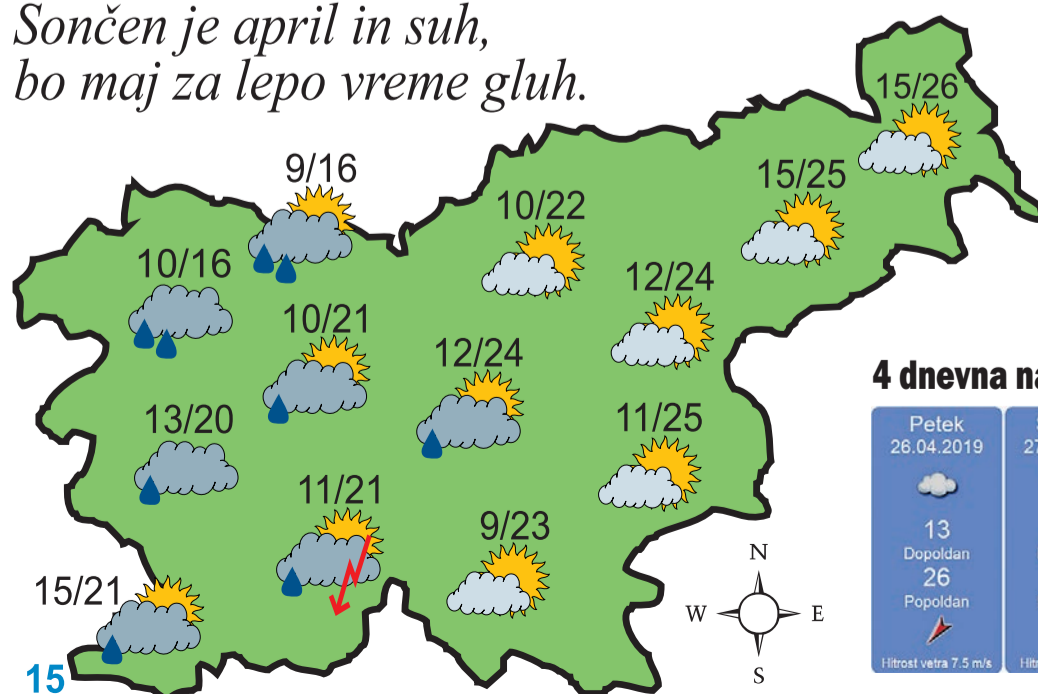 Sončen je april in suh,
bo maj za lepo vreme gluh.
15/26
9/16
15/25
10/22
10/16
12/24
10/21
12/24
13/20
11/25
11/21
9/23
15/21
15
N
W
E
S
4 dnevna na
Petek
26.04.2019
13
Dopoldan
26
Popoldan
Hitrost vetra 7.5 m/s
27